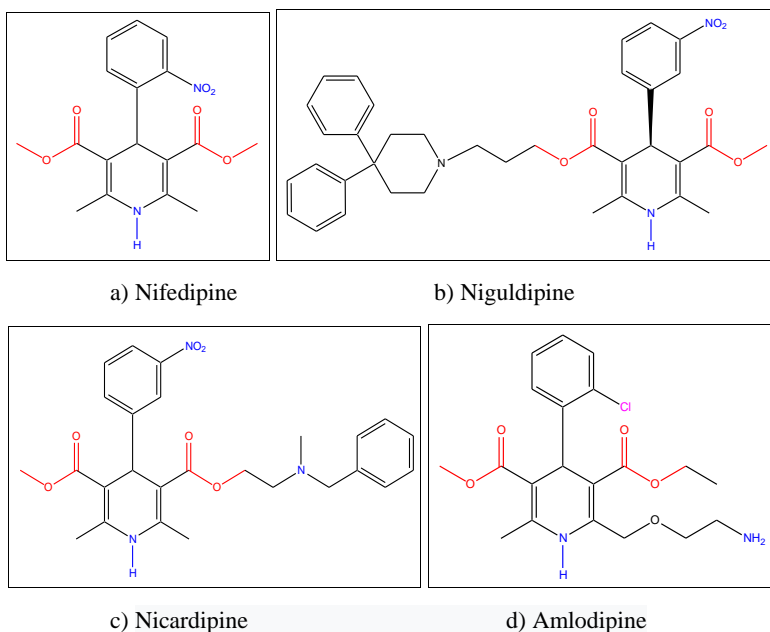 NO2
O
O
O
O
N
H
a) Nifedipine
NO2
O
O
N
O
O
N
H
b) Niguldipine
NO2
O
O
N
O
O
N
H
c) Nicardipine
Cl
O
O
O
O
O
N
NH2
H
d) Amlodipine